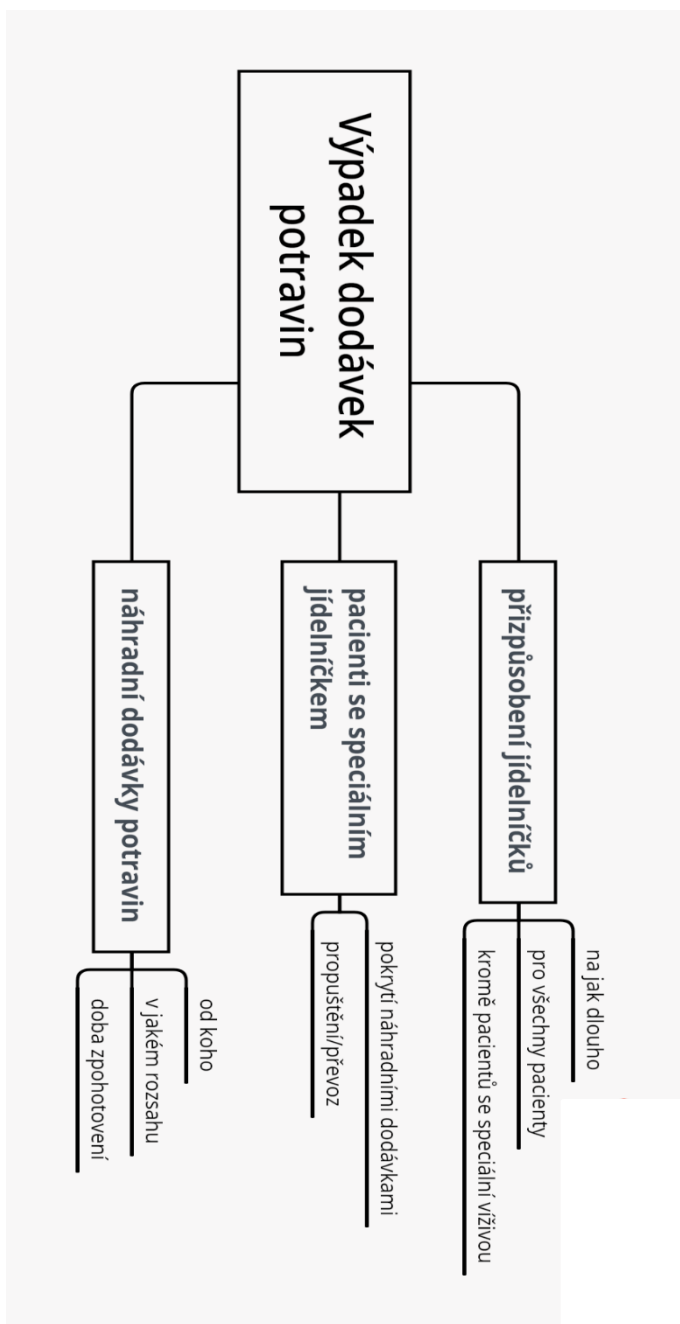 Výpadek dodávek
potravin
přizpůsobení jídelníčků
na jak dlouho
pro všechny pacienty
kromě pacientů se speciální víživou
pacienti se speciálním
jídelníčkem
pokrytí náhradními dodávkami
propuštění/převoz
náhradní dodávky potravin
od koho
v jakém rozsahu
doba zpohotovení